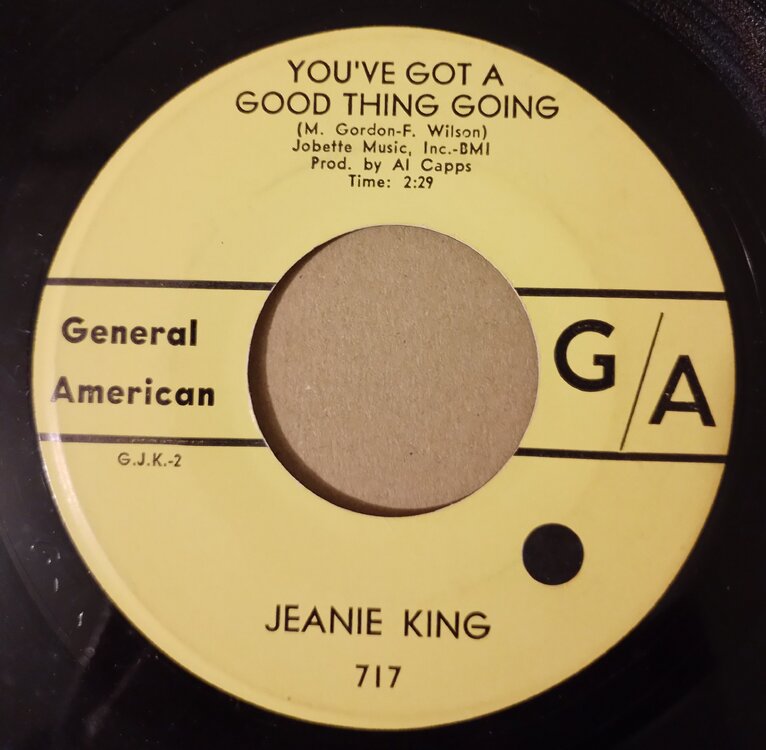 YOU'VE GOT A
GOOD THING GOING
(M. Gordon-F. Wilson)
Jobette Music, Inc.-BMI
Prod. by Al Capps
Time: 2:29
General
American
G/A
G.J.K.-2
JEANIE KING
717